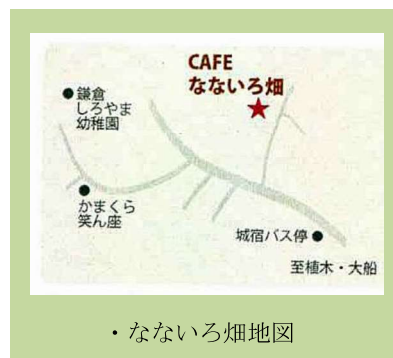 CAFE
なないろ畑
鎌倉
しろやま
幼稚園
かまくら
笑ん座
城宿バス停
至植木・大船
・なないろ畑地図